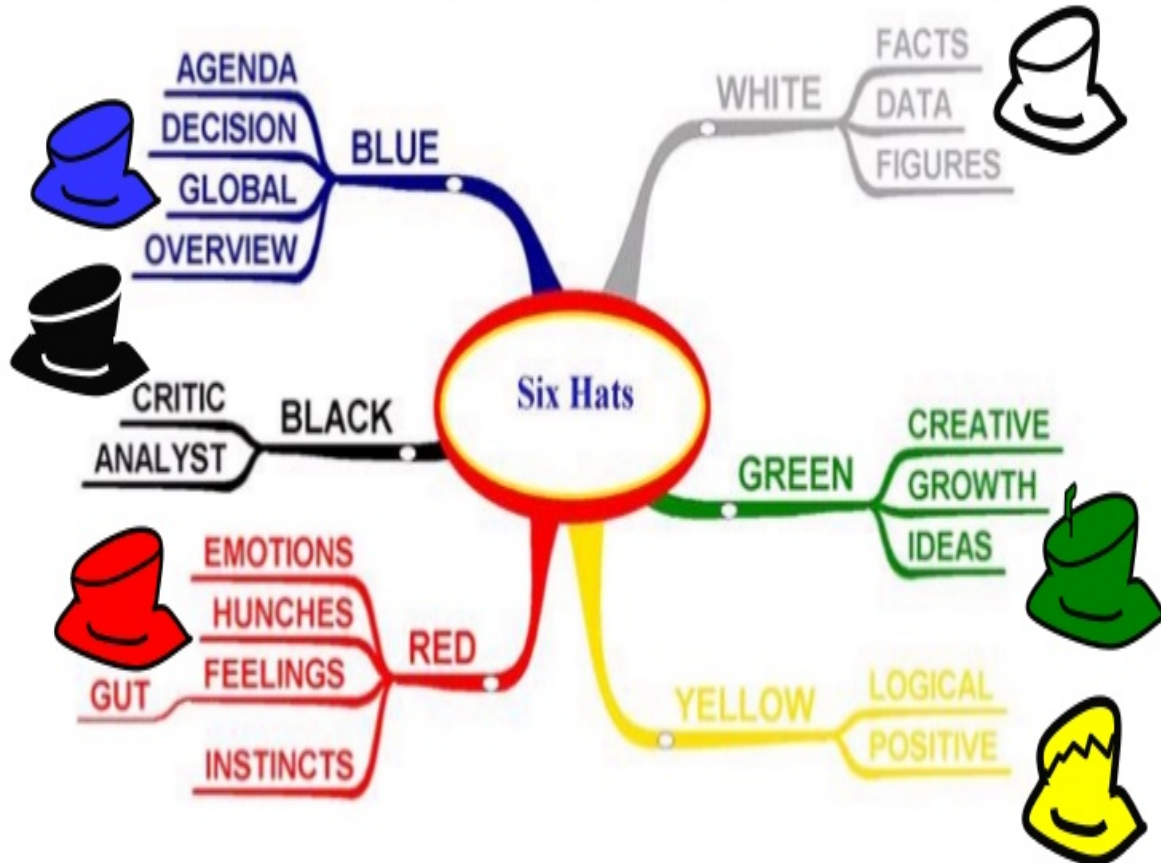 AGENDA
DECISION
GLOBAL
OVERVIEW
BLUE
WHITE
FACTS
DATA
FIGURES
Six Hats
CRITIC
ANALYST
BLACK
GREEN
CREATIVE
GROWTH
IDEAS
EMOTIONS
HUNCHES
FEELINGS
GUT
INSTINCTS
RED
YELLOW
LOGICAL
POSITIVE